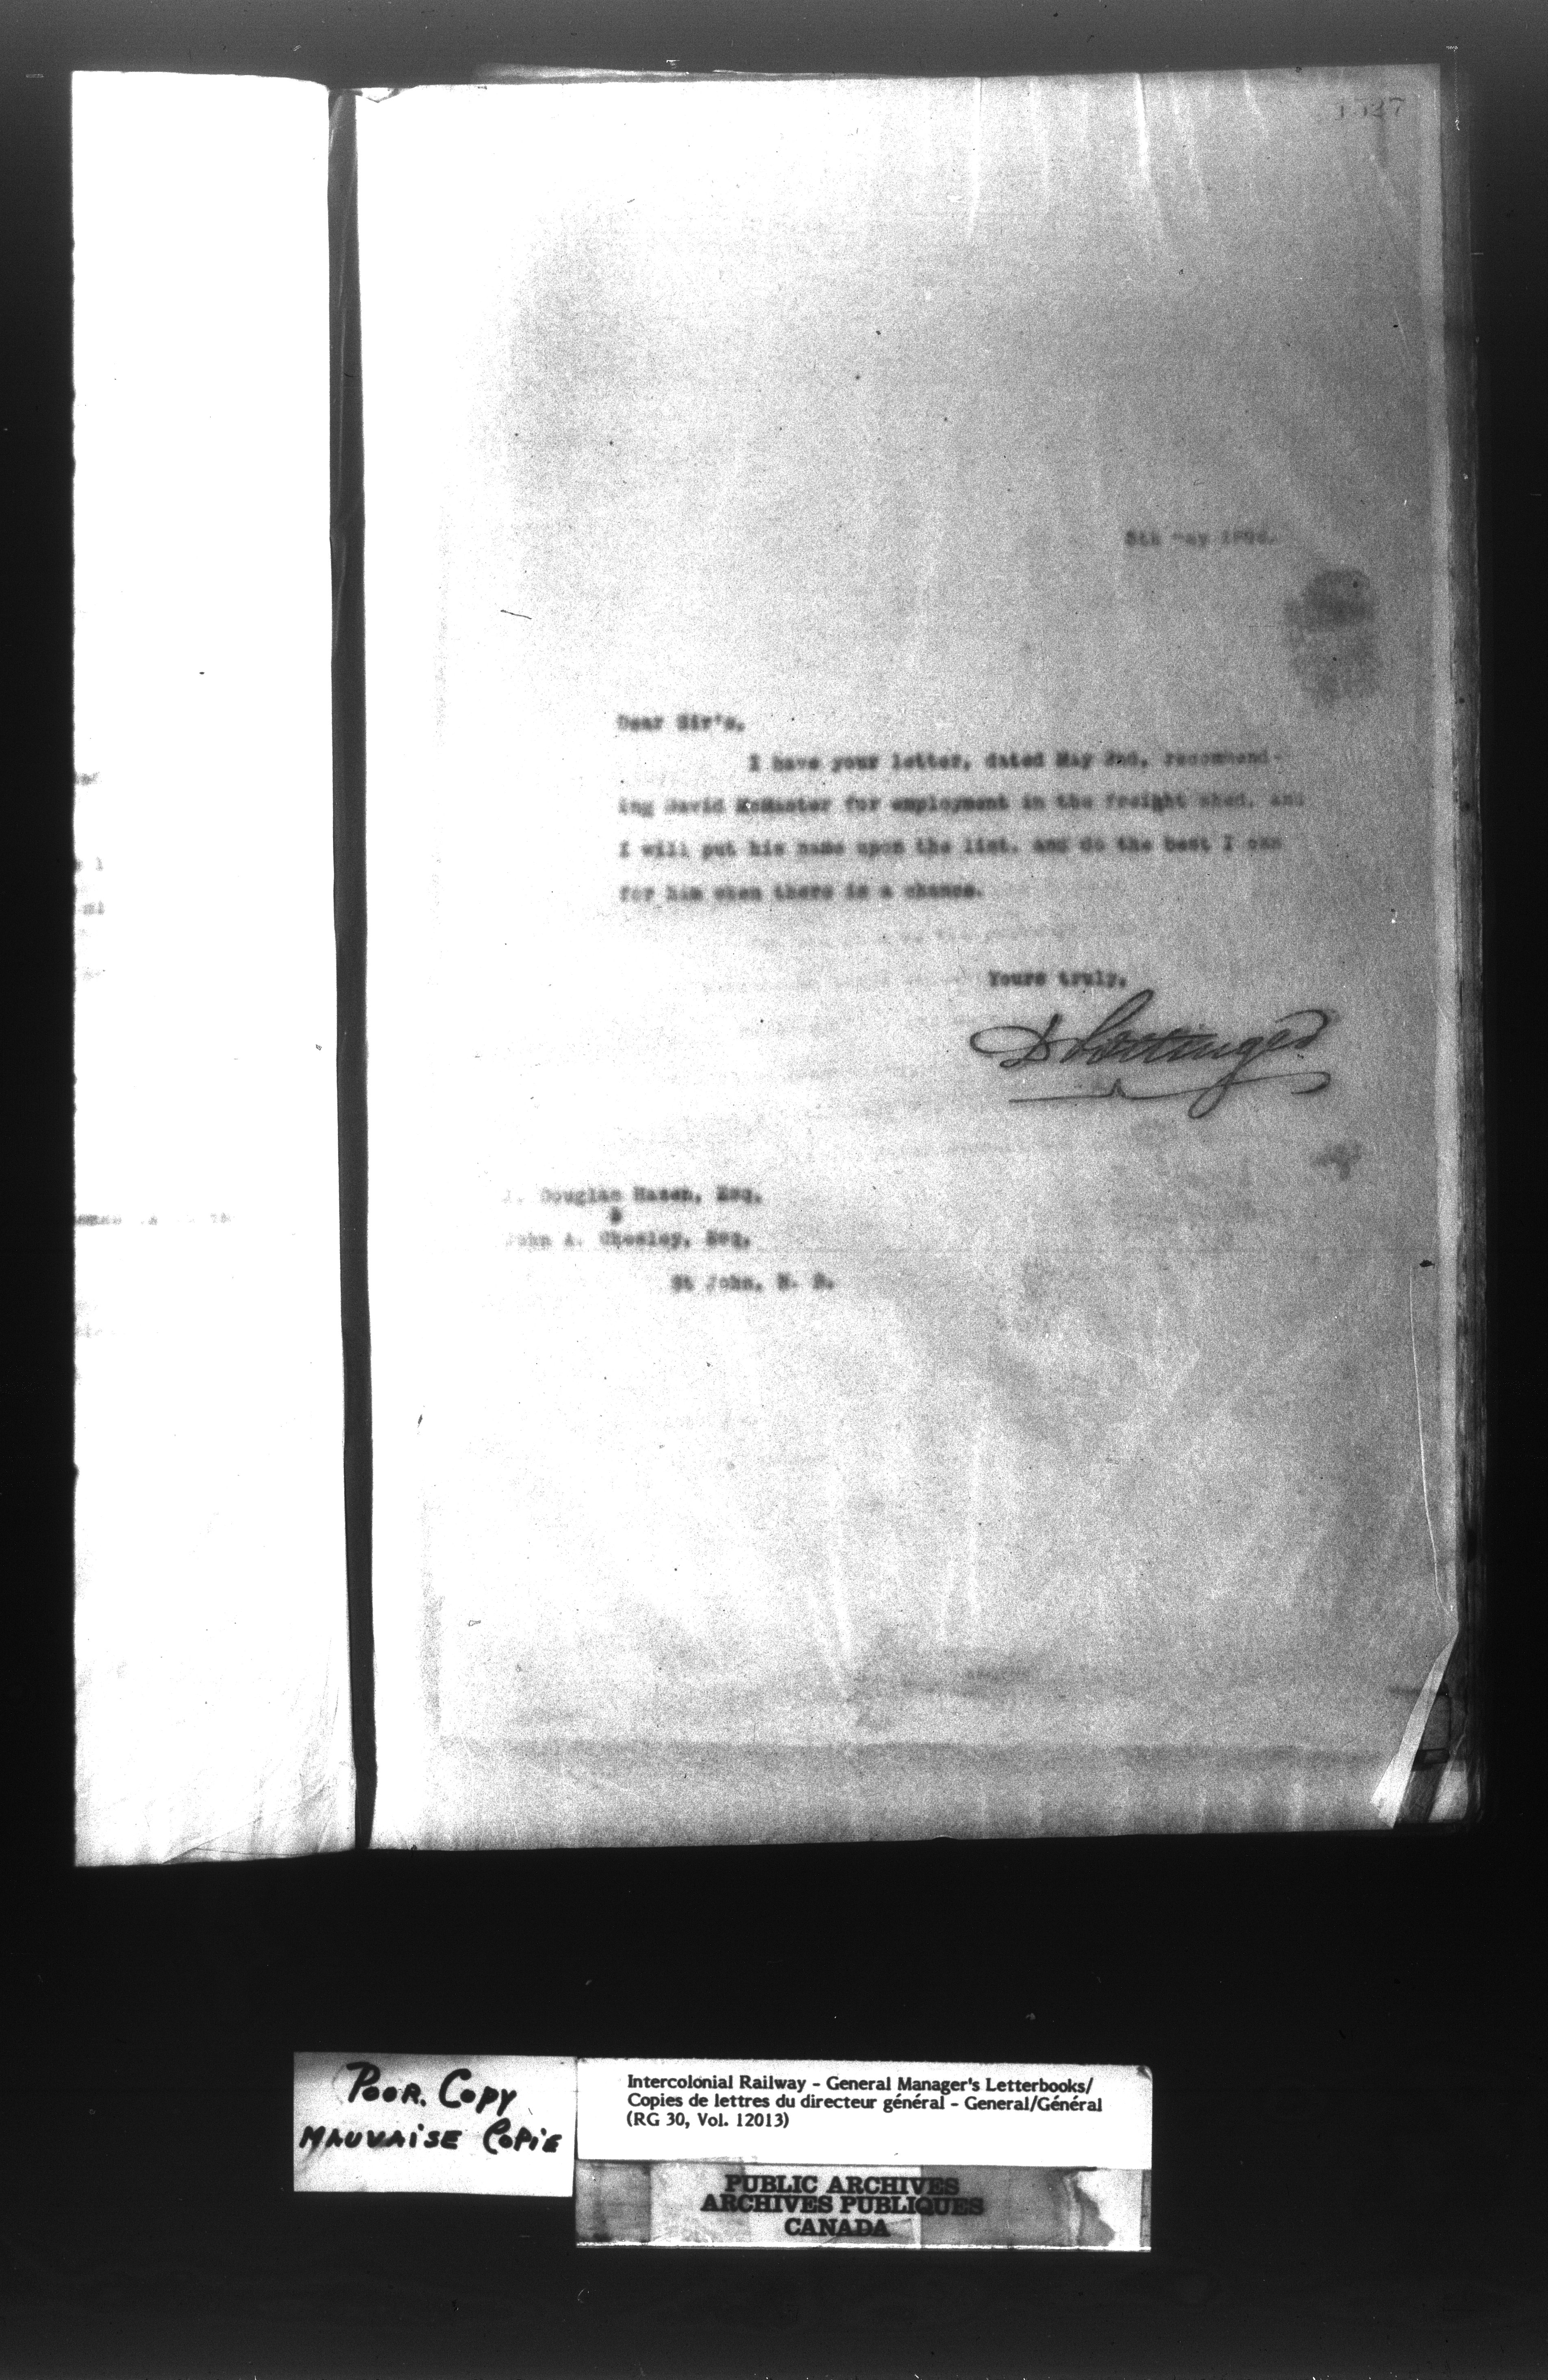 5th May
Dear Sir's,
I have your letter, dated May 2nd, recommend-
ing David McMaster for employment in the freight shed, and
I will put his name upon the list, and do the best I can
for him when there is a chance.
Yours truly,
D Pottinger
J. Douglas Hazen, Esq.
&
John A. Chesley, Esq.
St John, N. B.
POOR. COPY
MAUVAISE COPIE
Intercolonial Railway - General Manager's Letterbooks/
Copies de lettres du directeur général - General/Général
(RG 30, Vol. 12013)
PUBLIC ARCHIVES
ARCHIVES PUBLIQUES
CANADA